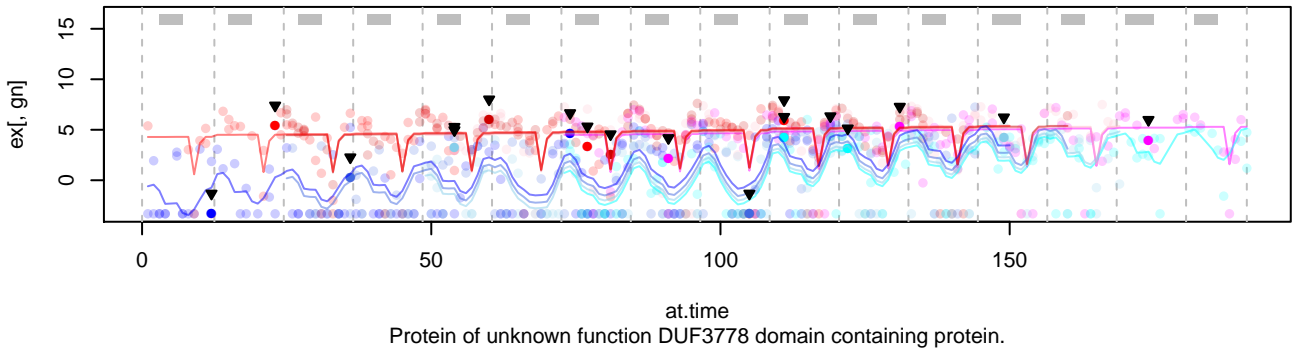 15
10
5
0
ex[, gn]
0 50 100 150
at.time
Protein of unknown function DUF3778 domain containing protein.